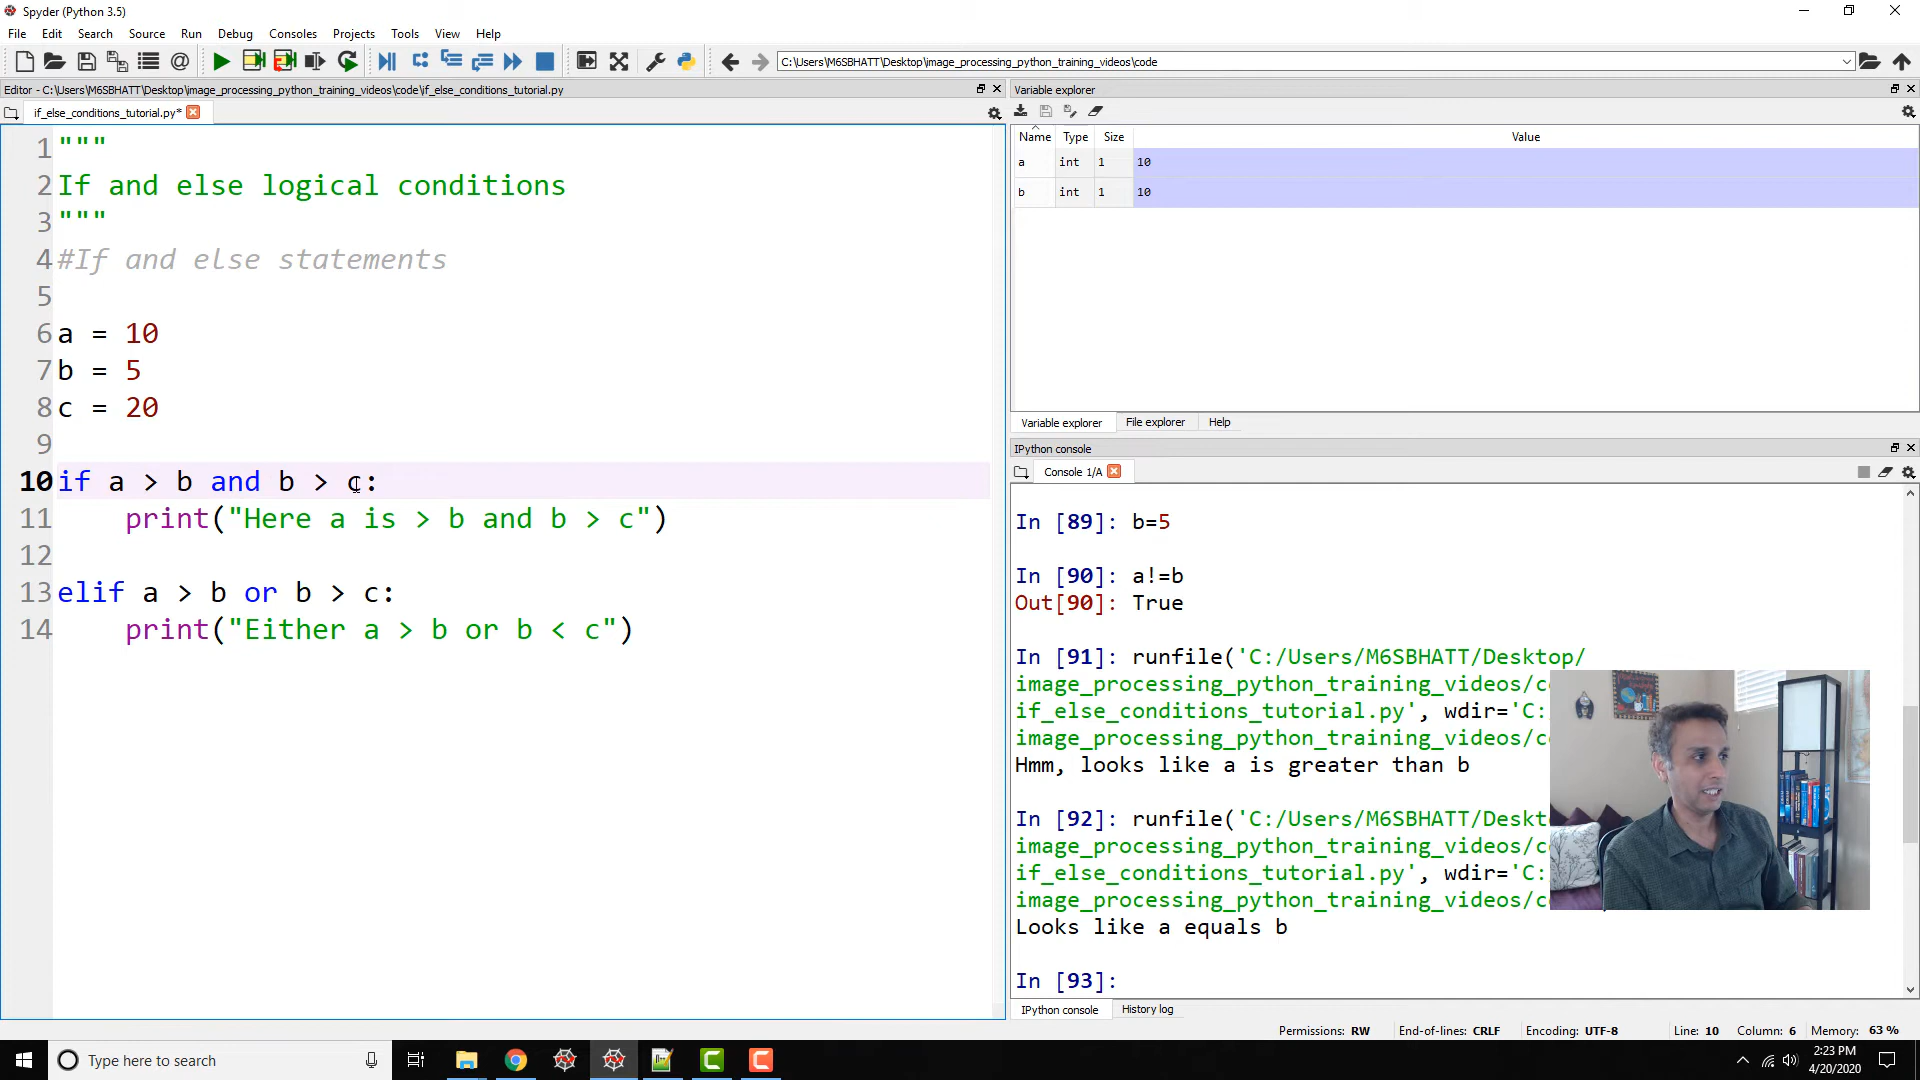 Spyder (Python 3.5)
File Edit Search Source Run Debug Consoles Projects Tools View Help
C:\Users\M6SBHATT\Desktop\image_processing_python_training_videos\code
Editor - C:\Users\M6SBHATT\Desktop\image_processing_python_training_videos\code\if_else_conditions_tutorial.py
if_else_conditions_tutorial.py*
1 """
2 If and else logical conditions
3 """
4 #If and else statements
5
6 a = 10
7 b = 5
8 c = 20
9
10 if a > b and b > c:
11 print("Here a is > b and b > c")
12
13 elif a > b or b > c:
14 print("Either a > b or b < c")
Variable explorer
Name Type Size Value
a int 1 10
b int 1 10
Variable explorer File explorer Help
IPython console
Console 1/A
In [89]: b=5
In [90]: a!=b
Out[90]: True
In [91]: runfile('C:/Users/M6SBHATT/Desktop/
image_processing_python_training_videos/c
if_else_conditions_tutorial.py', wdir='C:
image_processing_python_training_videos/c
Hmm, looks like a is greater than b
In [92]: runfile('C:/Users/M6SBHATT/Deskt
image_processing_python_training_videos/c
if_else_conditions_tutorial.py', wdir='C:
image_processing_python_training_videos/c
Looks like a equals b
In [93]:
IPython console History log
Permissions: RW End-of-lines: CRLF Encoding: UTF-8 Line: 10 Column: 6 Memory: 63 %
Type here to search
2:23 PM
4/20/2020